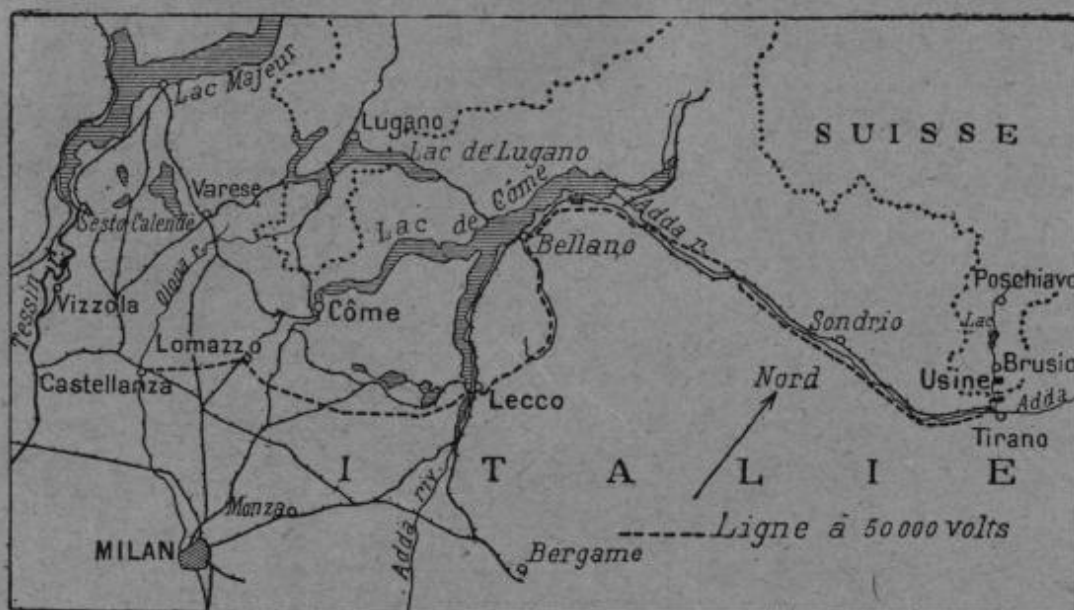 Lac Majeur
Lugano
SUISSE
Lac de Lugano
Varese
Sesto Calende
Lac de Côme
Adda r.
Bellano
Olona r.
Tessin r.
Vizzola
Côme
Poschiavo
Sondrio
Lac
Lomazzo
Castellanza
Nord
Usine
Brusio
Adda
Lecco
Tirano
ITALIE
Monza
Adda riv.
Ligne à 50000 volts
MILAN
Bergame